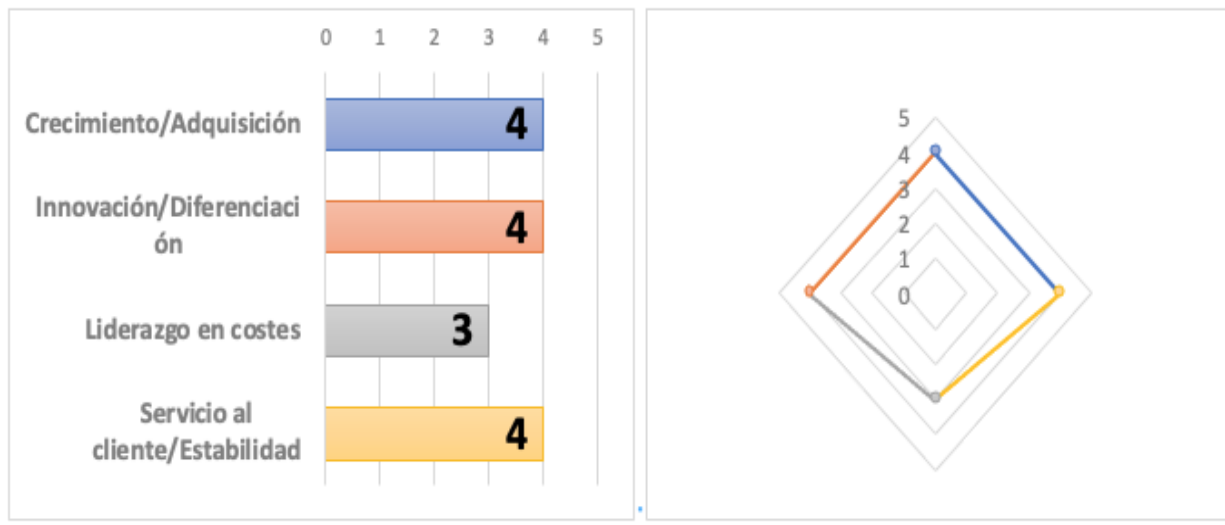 0 1 2 3 4 5
Crecimiento/Adquisición
4
Innovación/Diferenciaci
ón
4
Liderazgo en costes
3
Servicio al
cliente/Estabilidad
4
5
4
3
2
1
0